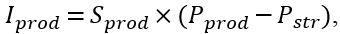 I_prod = S_prod × (P_prod − P_str),